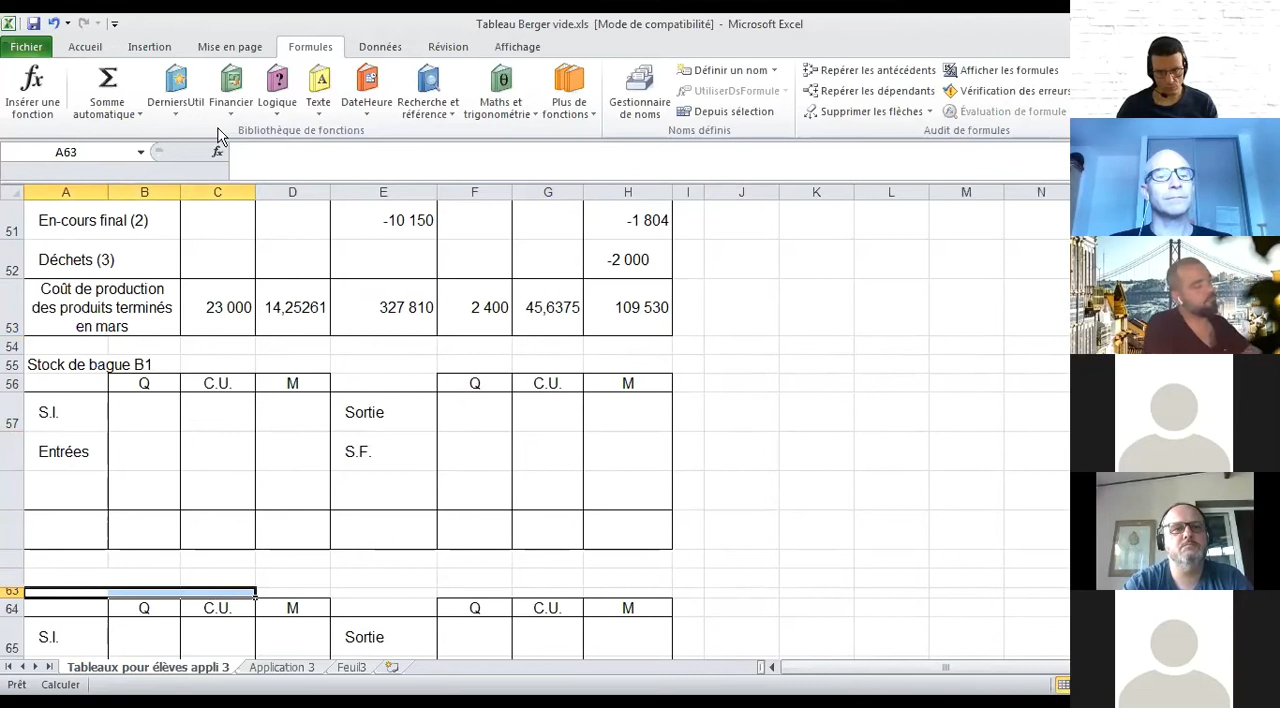 Tableau Bergeret.xls [Mode de compatibilité] - Microsoft Excel
Fichier Accueil Insertion Mise en page Formules Données Révision Affichage
Insérer une fonction
Somme automatique
DerniersUtil
Financier
Logique
Texte
DateHeure
Recherche et référence
Maths et trigonométrie
Plus de fonctions
Bibliothèque de fonctions
Gestionnaire de noms
Définir un nom
UtiliserDsFormule
Depuis sélection
Noms définis
Repérer les antécédents
Repérer les dépendants
Supprimer les flèches
Afficher les formules
Vérification des erreurs
Évaluation de formule
Audit de formules
A63 fx
A B C D E F G H I J K L M N
51 En-cours final (2) -10 150 -1 804
52 Déchets (3) -2 000
53 Coût de production des produits terminés en mars 23 000 14,25261 327 810 2 400 45,6375 109 530
54
55 Stock de bague B1
56 Q C.U. M Q C.U. M
57 S.I. Sortie
Entrées S.F.
63
64 Q C.U. M Q C.U. M
65 S.I. Sortie
Tableaux pour élèves appli 3 Application 3 Feuil3
Prêt Calculer